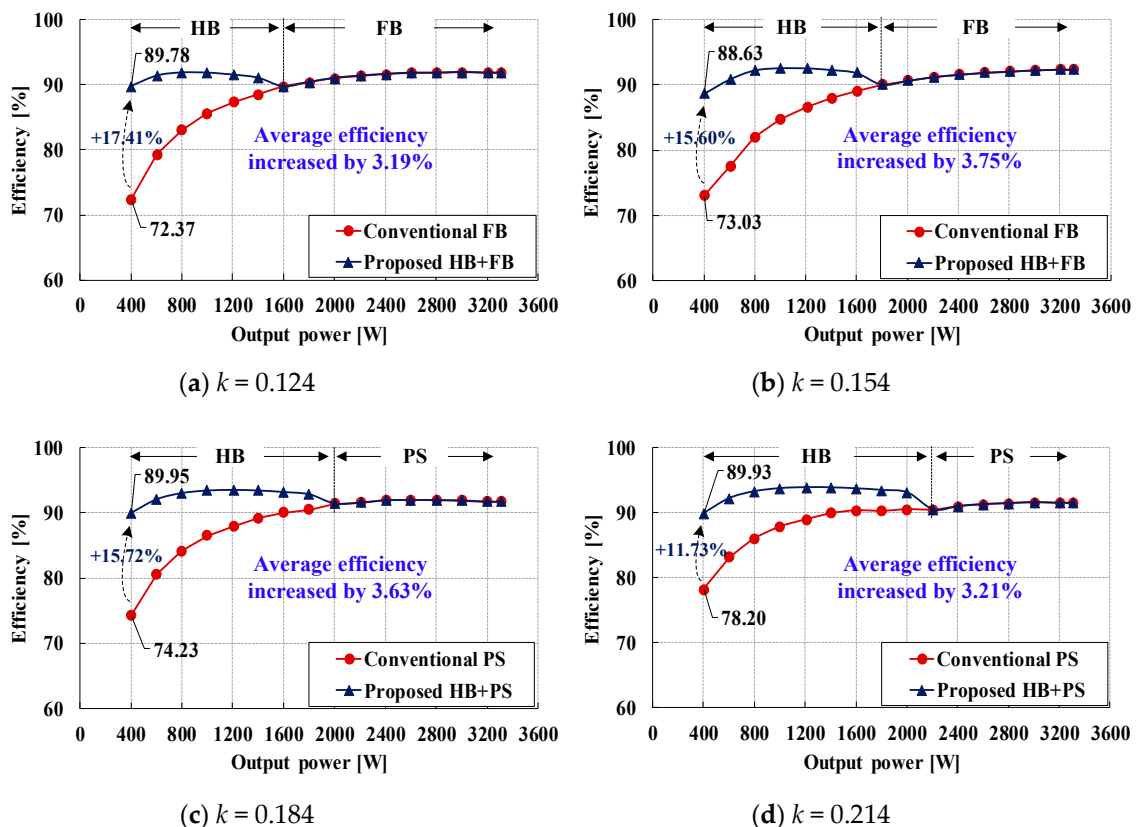 HB FB
89.78
+17.41%
72.37
Average efficiency
increased by 3.19%
Conventional FB
Proposed HB+FB
Efficiency [%]
100
90
80
70
60
0 400 800 1200 1600 2000 2400 2800 3200 3600
Output power [W]
(a) k = 0.124
HB FB
88.63
+15.60%
73.03
Average efficiency
increased by 3.75%
Conventional FB
Proposed HB+FB
Efficiency [%]
100
90
80
70
60
0 400 800 1200 1600 2000 2400 2800 3200 3600
Output power [W]
(b) k = 0.154
HB PS
89.95
+15.72%
74.23
Average efficiency
increased by 3.63%
Conventional PS
Proposed HB+PS
Efficiency [%]
100
90
80
70
60
0 400 800 1200 1600 2000 2400 2800 3200 3600
Output power [W]
(c) k = 0.184
HB PS
89.93
+11.73%
78.20
Average efficiency
increased by 3.21%
Conventional PS
Proposed HB+PS
Efficiency [%]
100
90
80
70
60
0 400 800 1200 1600 2000 2400 2800 3200 3600
Output power [W]
(d) k = 0.214